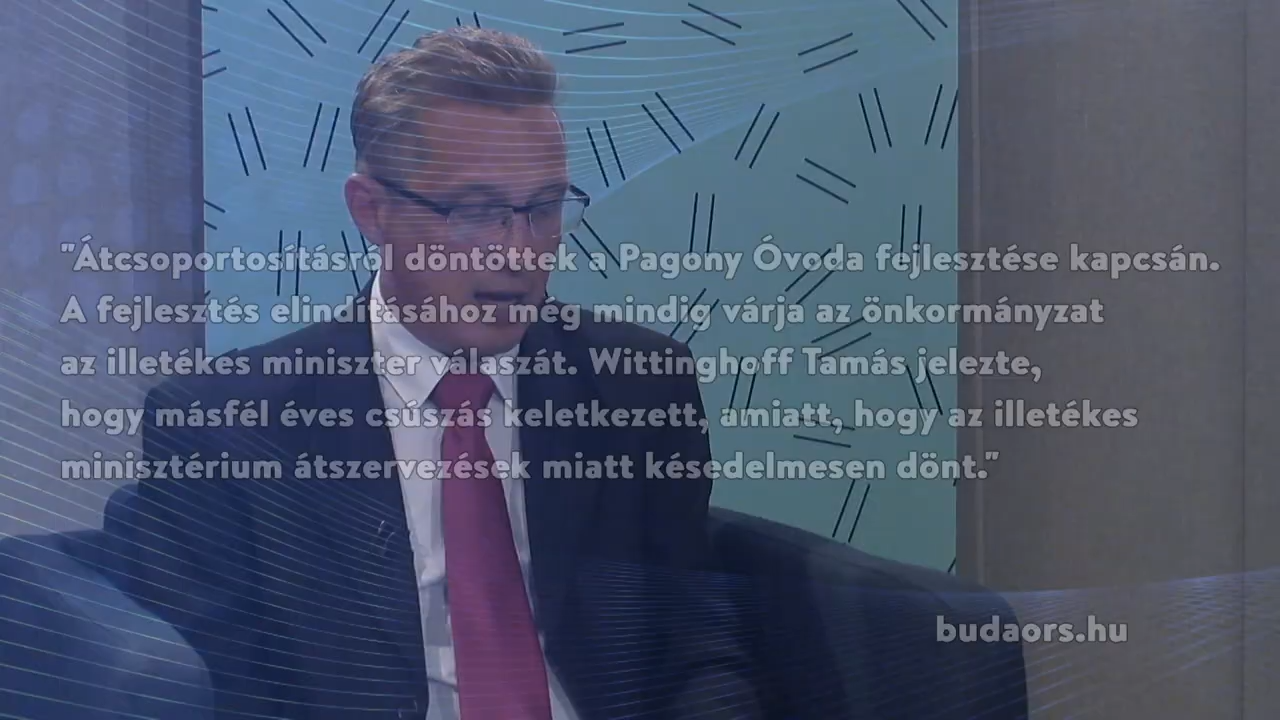 "Átcsoportosításról döntöttek a Pagony Óvoda fejlesztése kapcsán.
A fejlesztés elindításához még mindig várja az önkormányzat
az illetékes miniszter válaszát. Wittinghoff Tamás jelezte,
hogy másfél éves csúszás keletkezett, amiatt, hogy az illetékes
minisztérium átszervezések miatt késedelmesen dönt."
budaors.hu